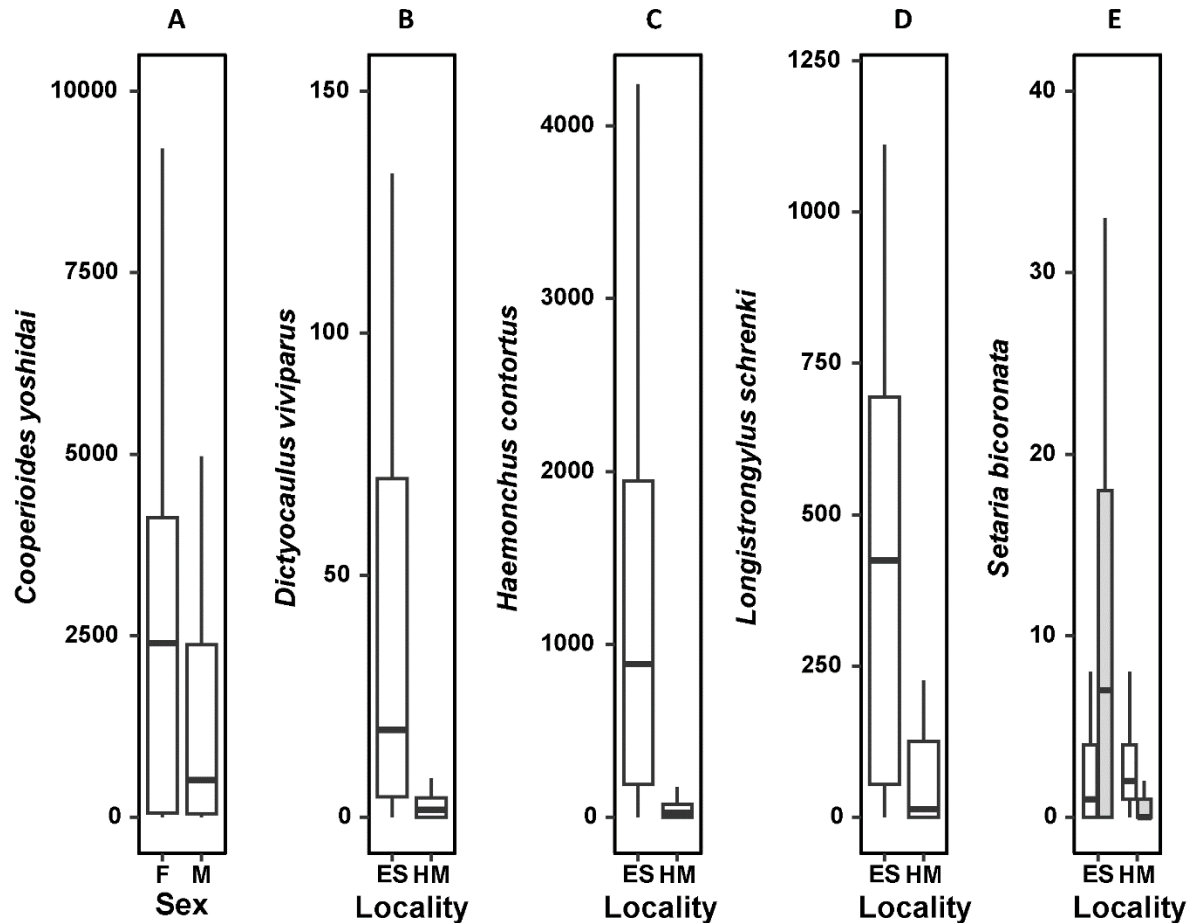 A
B
C
D
E
Cooperioides yoshidai
10000
7500
5000
2500
0
F M
Sex
Dictyocaulus viviparus
150
100
50
0
ES HM
Locality
Haemonchus contortus
4000
3000
2000
1000
0
ES HM
Locality
Longistrongylus schrenki
1250
1000
750
500
250
0
ES HM
Locality
Setaria bicoronata
40
30
20
10
0
ES HM
Locality